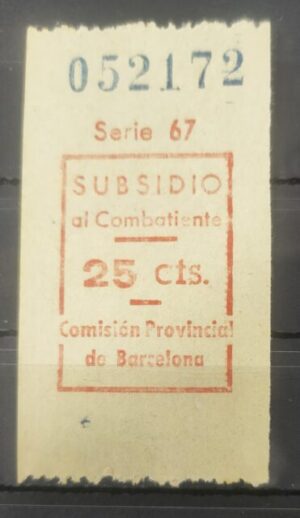 052172
Serie 67
SUBSIDIO
al Combatiente
25 cts.
Comisión Provincial
de Barcelona